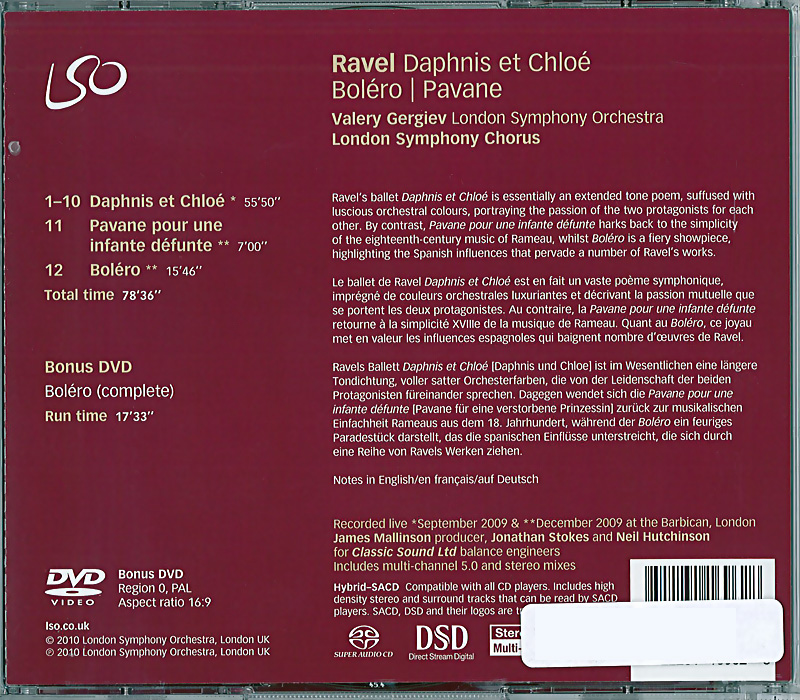 LSO
Ravel Daphnis et Chloé
Boléro | Pavane
Valery Gergiev London Symphony Orchestra
London Symphony Chorus
1–10 Daphnis et Chloé * 55'50''
11 Pavane pour une
infante défunte ** 7'00''
12 Boléro ** 15'46''
Total time 78'36''
Bonus DVD
Boléro (complete)
Run time 17'33''
Ravel's ballet Daphnis et Chloé is essentially an extended tone poem, suffused with
luscious orchestral colours, portraying the passion of the two protagonists for each
other. By contrast, Pavane pour une infante défunte harks back to the simplicity
of the eighteenth-century music of Rameau, whilst Boléro is a fiery showpiece,
highlighting the Spanish influences that pervade a number of Ravel's works.
Le ballet de Ravel Daphnis et Chloé est en fait un vaste poème symphonique,
imprégné de couleurs orchestrales luxuriantes et décrivant la passion mutuelle que
se portent les deux protagonistes. Au contraire, la Pavane pour une infante défunte
retourne à la simplicité XVIIIe de la musique de Rameau. Quant au Boléro, ce joyau
met en valeur les influences espagnoles qui baignent nombre d'œuvres de Ravel.
Ravels Ballett Daphnis et Chloé [Daphnis und Chloe] ist im Wesentlichen eine längere
Tondichtung, voller satter Orchesterfarben, die von der Leidenschaft der beiden
Protagonisten füreinander sprechen. Dagegen wendet sich die Pavane pour une
infante défunte [Pavane für eine verstorbene Prinzessin] zurück zur musikalischen
Einfachheit Rameaus aus dem 18. Jahrhundert, während der Boléro ein feuriges
Paradestück darstellt, das die spanischen Einflüsse unterstreicht, die sich durch
eine Reihe von Ravels Werken ziehen.
Notes in English/en français/auf Deutsch
Recorded live *September 2009 & **December 2009 at the Barbican, London
James Mallinson producer, Jonathan Stokes and Neil Hutchinson
for Classic Sound Ltd balance engineers
Includes multi-channel 5.0 and stereo mixes
Hybrid–SACD Compatible with all CD players. Includes high
density stereo and surround tracks that can be read by SACD
players. SACD, DSD and their logos are
SUPER AUDIO CD
DSD
Direct Stream Digital
Stere
Multi-
DVD
VIDEO
Bonus DVD
Region 0, PAL
Aspect ratio 16:9
lso.co.uk
© 2010 London Symphony Orchestra, London UK
℗ 2010 London Symphony Orchestra, London UK